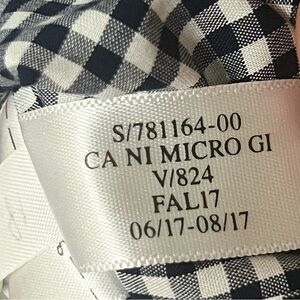 S/781164-00
CA NI MICRO GI
V/824
FAL17
06/17-08/17